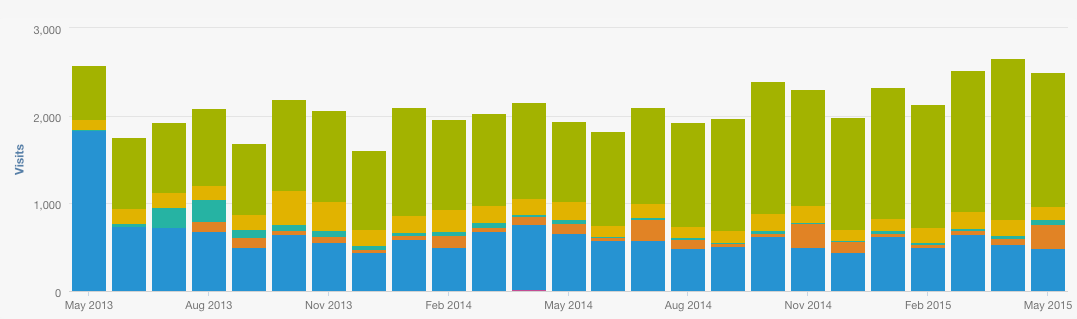 3,000
2,000
1,000
0
Visits
May 2013
Aug 2013
Nov 2013
Feb 2014
May 2014
Aug 2014
Nov 2014
Feb 2015
May 2015